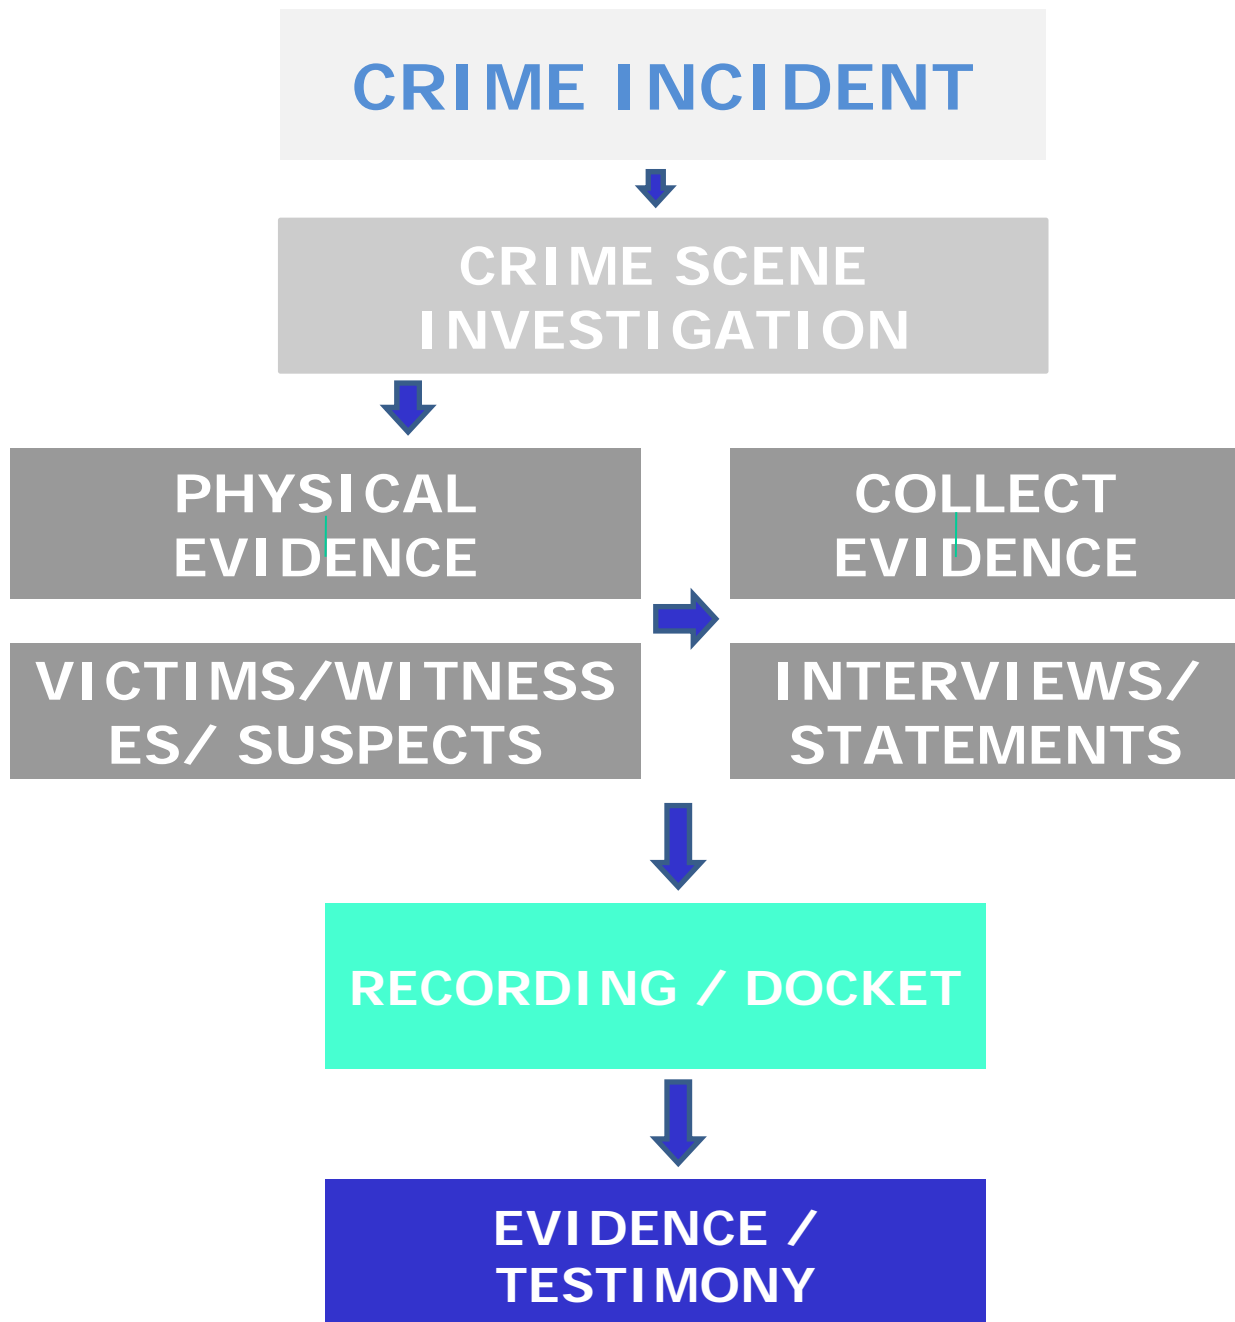 CRIME INCIDENT
CRIME SCENE
INVESTIGATION
PHYSICAL
EVIDENCE
COLLECT
EVIDENCE
VICTIMS/WITNESS
ES/ SUSPECTS
INTERVIEWS/
STATEMENTS
RECORDING / DOCKET
EVIDENCE /
TESTIMONY